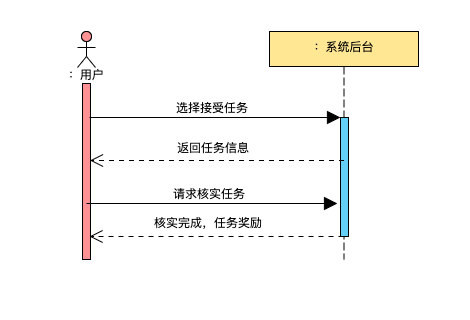 ：系统后台
：用户
选择接受任务
返回任务信息
请求核实任务
核实完成，任务奖励